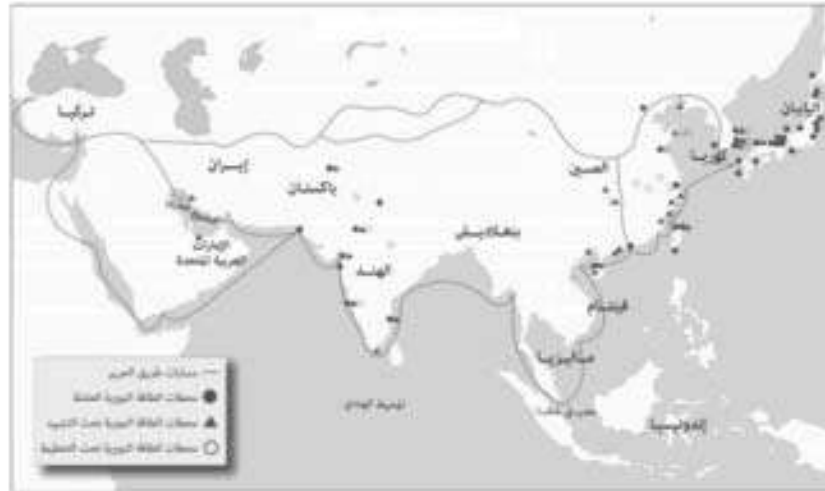 تركيا
إيران
باكستان
الهند
بنغلاديش
الصين
كوريا
اليابان
الإمارات
العربية المتحدة
فيتنام
ماليزيا
إندونيسيا
المحيط الهندي
مسارات طريق الحرير
محطات الطاقة النووية العاملة
محطات الطاقة النووية تحت التشييد
محطات الطاقة النووية تحت التخطيط